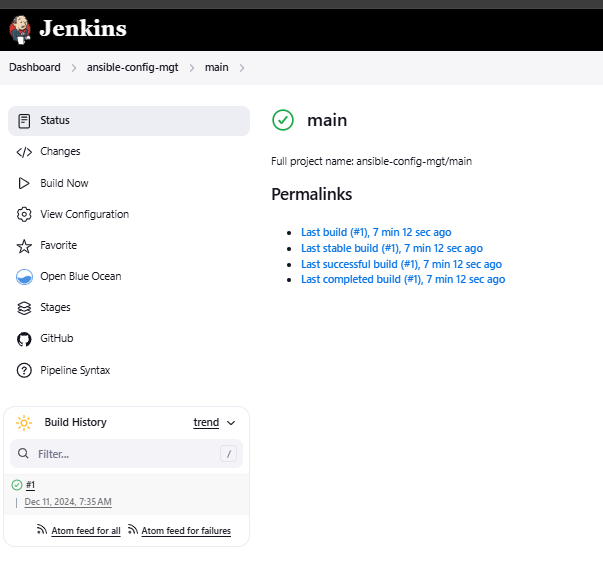 Jenkins
Dashboard > ansible-config-mgt > main >
Status
Changes
Build Now
View Configuration
Favorite
Open Blue Ocean
Stages
GitHub
Pipeline Syntax
main
Full project name: ansible-config-mgt/main
Permalinks
Last build (#1), 7 min 12 sec ago
Last stable build (#1), 7 min 12 sec ago
Last successful build (#1), 7 min 12 sec ago
Last completed build (#1), 7 min 12 sec ago
Build History trend
Filter... /
#1
Dec 11, 2024, 7:35 AM
Atom feed for all Atom feed for failures